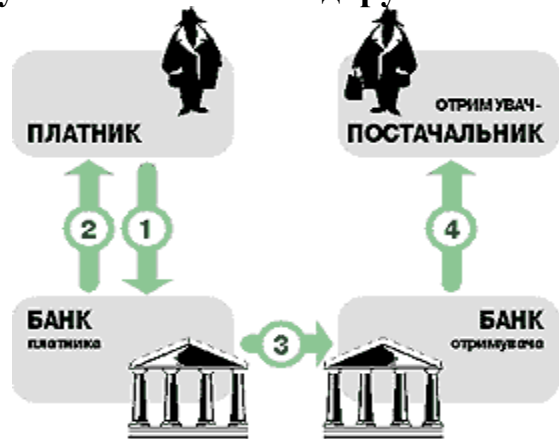 ПЛАТНИК
ОТРИМУВАЧ-
ПОСТАЧАЛЬНИК
2
1
4
БАНК
платника
3
БАНК
отримувача